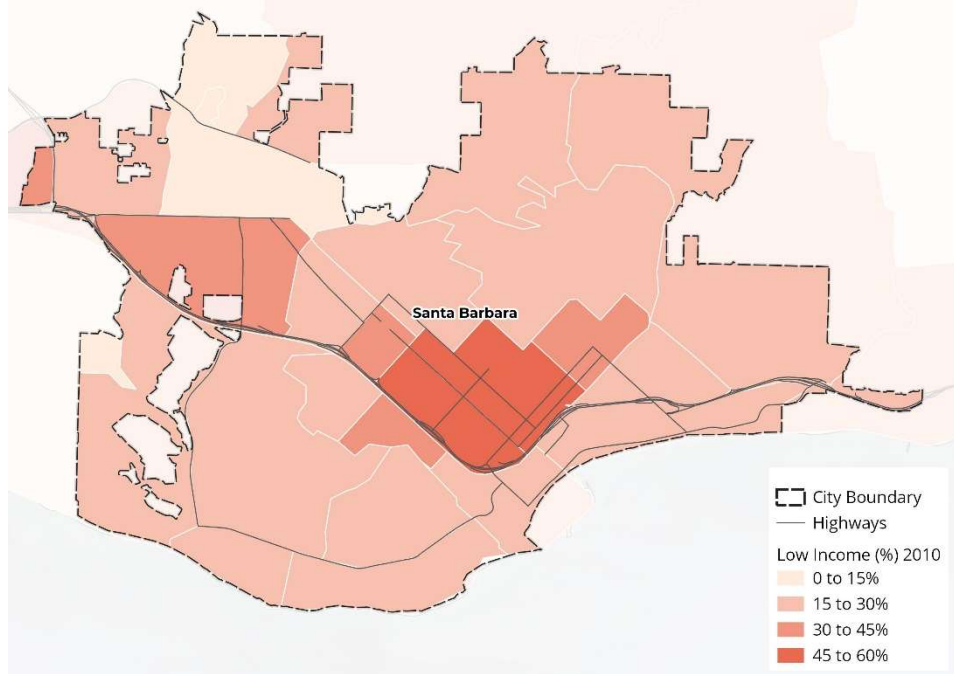 Santa Barbara
City Boundary
Highways
Low Income (%) 2010
0 to 15%
15 to 30%
30 to 45%
45 to 60%